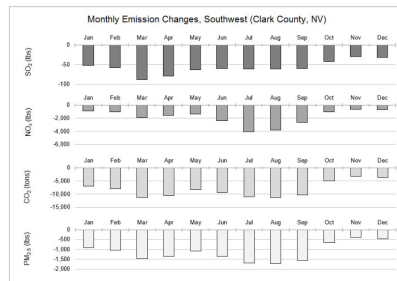 Monthly Emission Changes, Southwest (Clark County, NV)
Jan Feb Mar Apr May Jun Jul Aug Sep Oct Nov Dec
0
-50
-100
SO2 (lbs)
Jan Feb Mar Apr May Jun Jul Aug Sep Oct Nov Dec
0
-2,000
-4,000
-6,000
NOx (lbs)
Jan Feb Mar Apr May Jun Jul Aug Sep Oct Nov Dec
0
-5,000
-10,000
-15,000
CO2 (tons)
Jan Feb Mar Apr May Jun Jul Aug Sep Oct Nov Dec
0
-500
-1,000
-1,500
-2,000
PM2.5 (lbs)